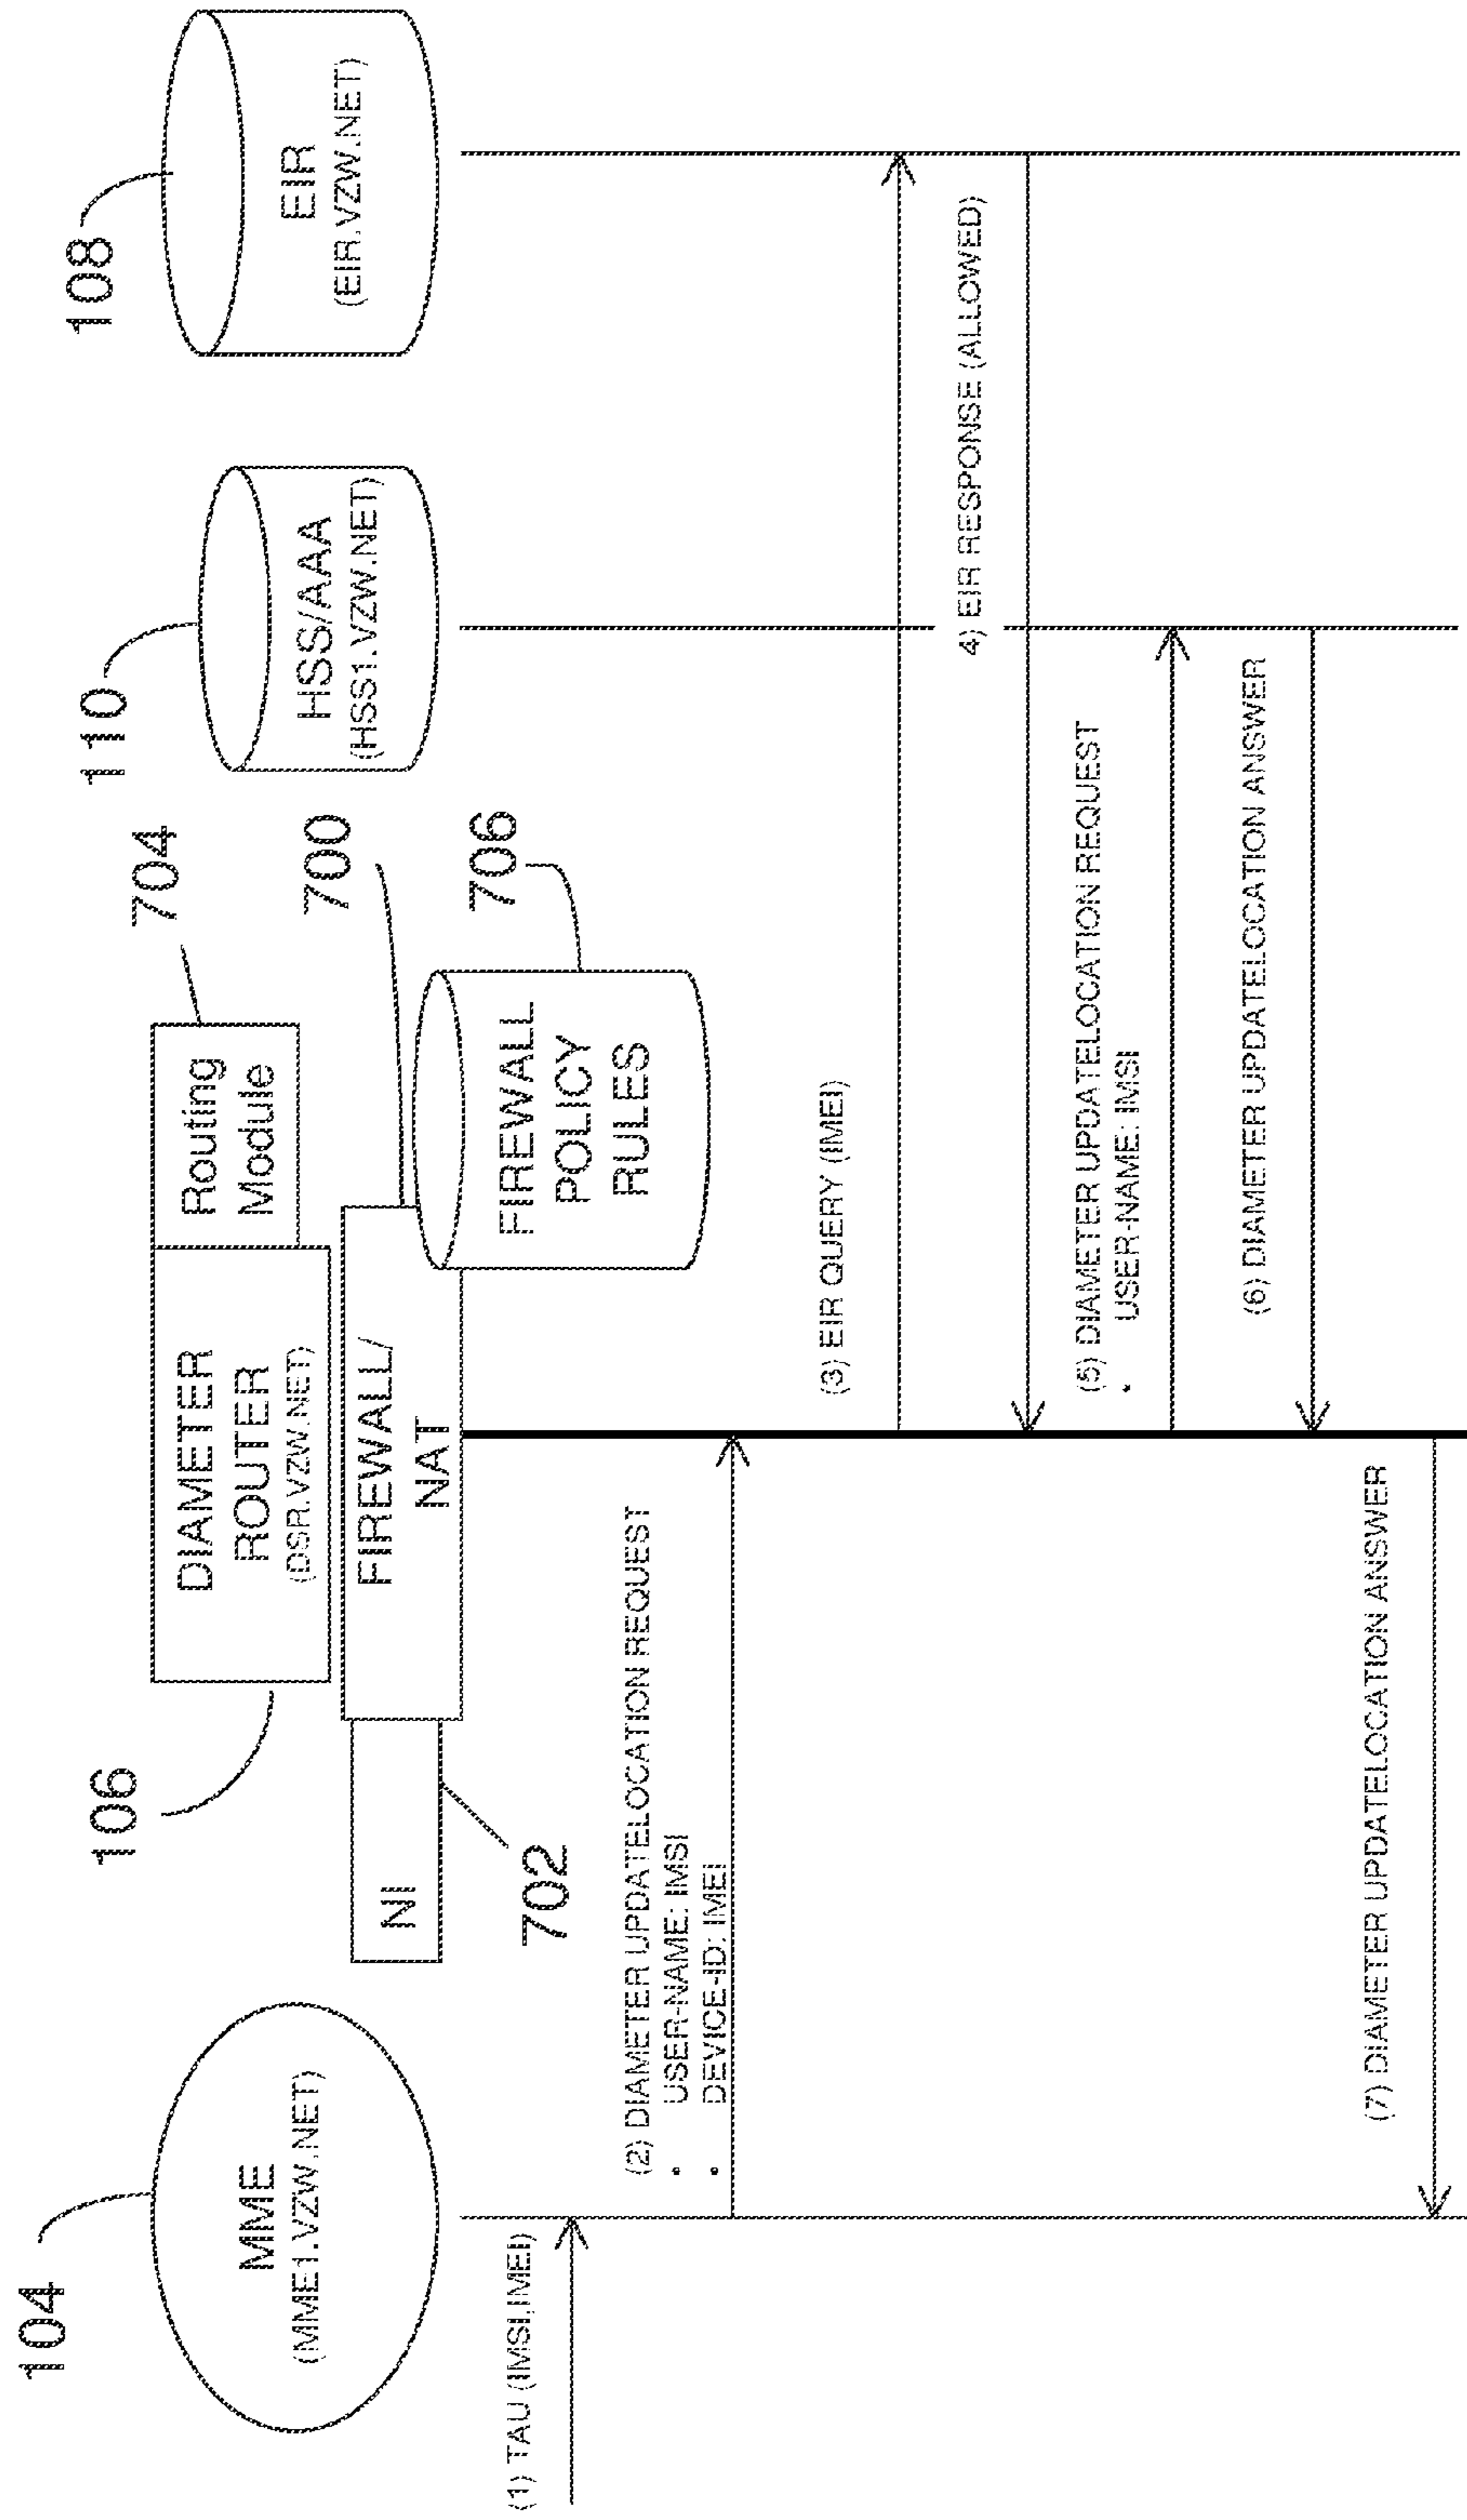 104
MME
(MME1.VZW.NET)
106
DIAMETER
ROUTER
(DSR.VZW.NET)
704
Routing
Module
NI
702
FIREWALL/
NAT
700
FIREWALL
POLICY
RULES
706
110
HSS/AAA
(HSS1.VZW.NET)
108
EIR
(EIR.VZW.NET)
(1) TAU (IMSI,IMEI)
(2) DIAMETER UPDATELOCATION REQUEST
• USER-NAME: IMSI
• DEVICE-ID: IMEI
(3) EIR QUERY (IMEI)
4) EIR RESPONSE (ALLOWED)
(5) DIAMETER UPDATELOCATION REQUEST
• USER-NAME: IMSI
(6) DIAMETER UPDATELOCATION ANSWER
(7) DIAMETER UPDATELOCATION ANSWER